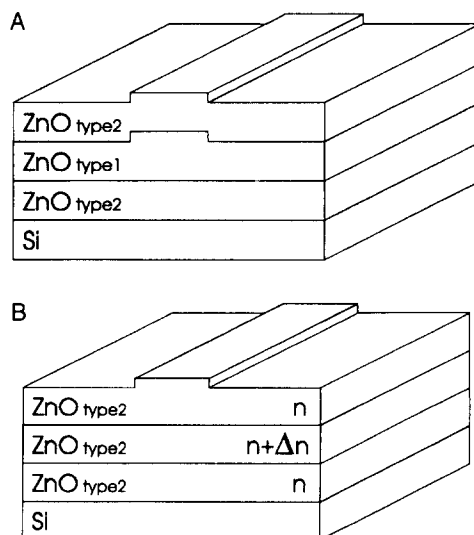 A
ZnO type2
ZnO type1
ZnO type2
Si
B
ZnO type2 n
ZnO type2 n+Δn
ZnO type2 n
Si